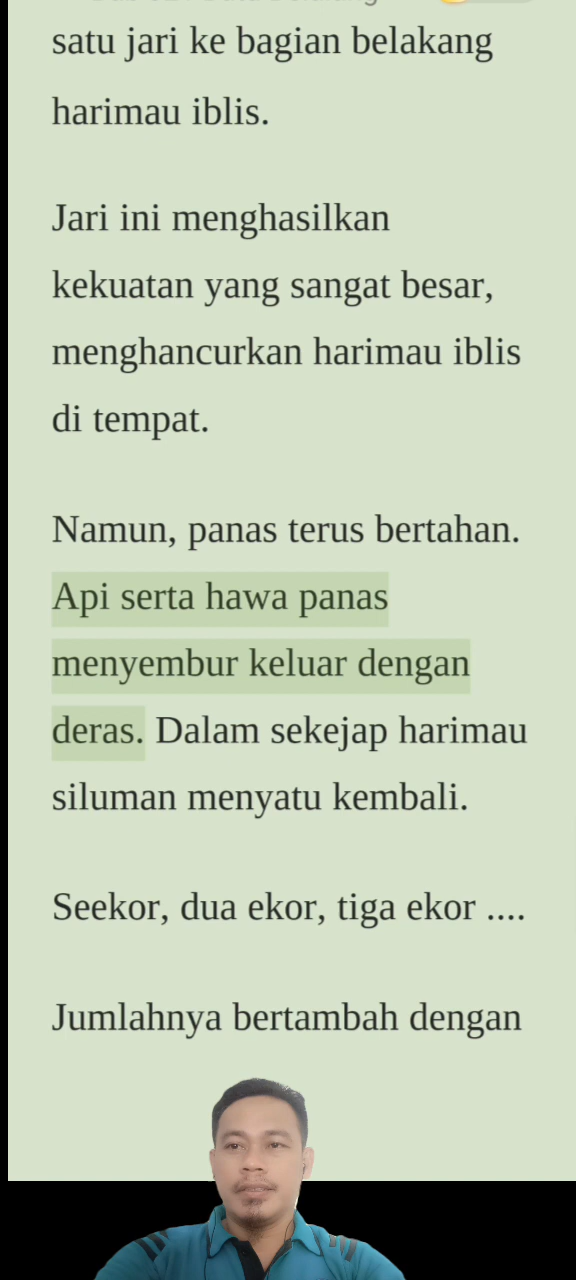 satu jari ke bagian belakang
harimau iblis.
Jari ini menghasilkan
kekuatan yang sangat besar,
menghancurkan harimau iblis
di tempat.
Namun, panas terus bertahan.
Api serta hawa panas
menyembur keluar dengan
deras. Dalam sekejap harimau
siluman menyatu kembali.
Seekor, dua ekor, tiga ekor ....
Jumlahnya bertambah dengan